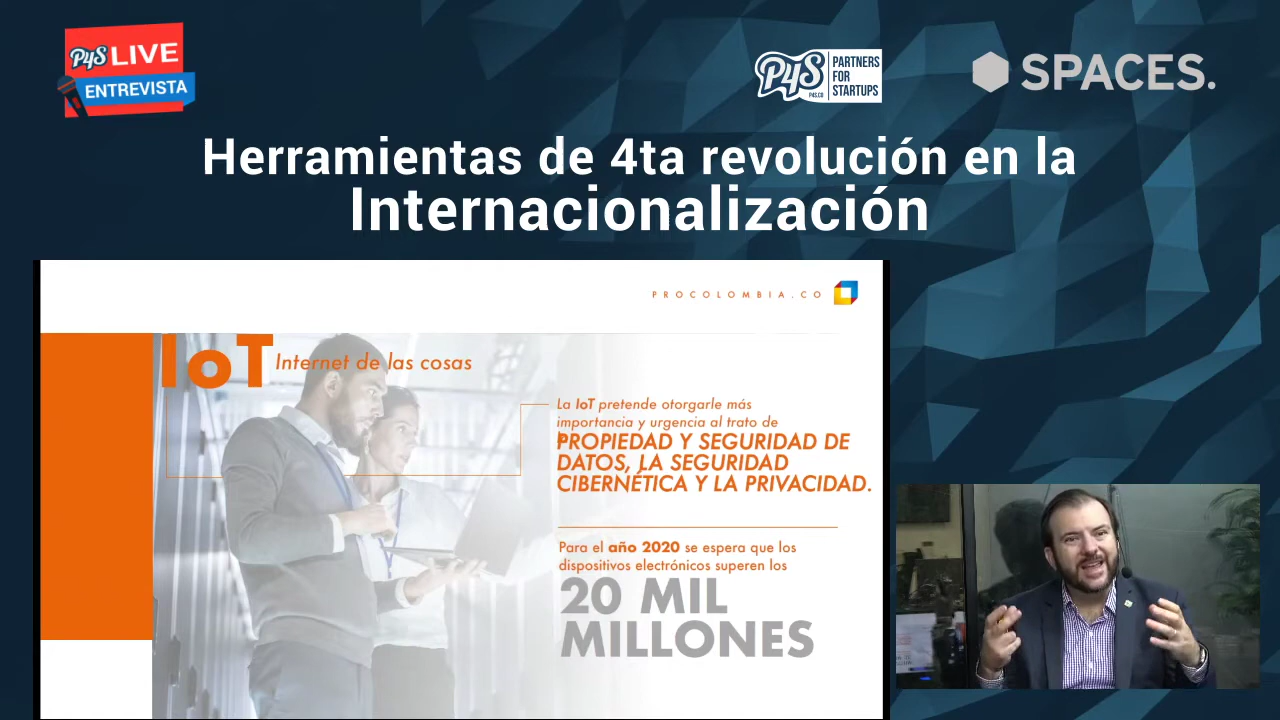 P4S LIVE
ENTREVISTA
P4S
P4S.CO
PARTNERS
FOR
STARTUPS
SPACES.
Herramientas de 4ta revolución en la
Internacionalización
PROCOLOMBIA.CO
IoT Internet de las cosas
La IoT pretende otorgarle más
importancia y urgencia al trato de
PROPIEDAD Y SEGURIDAD DE
DATOS, LA SEGURIDAD
CIBERNÉTICA Y LA PRIVACIDAD.
Para el año 2020 se espera que los
dispositivos electrónicos superen los
20 MIL
MILLONES